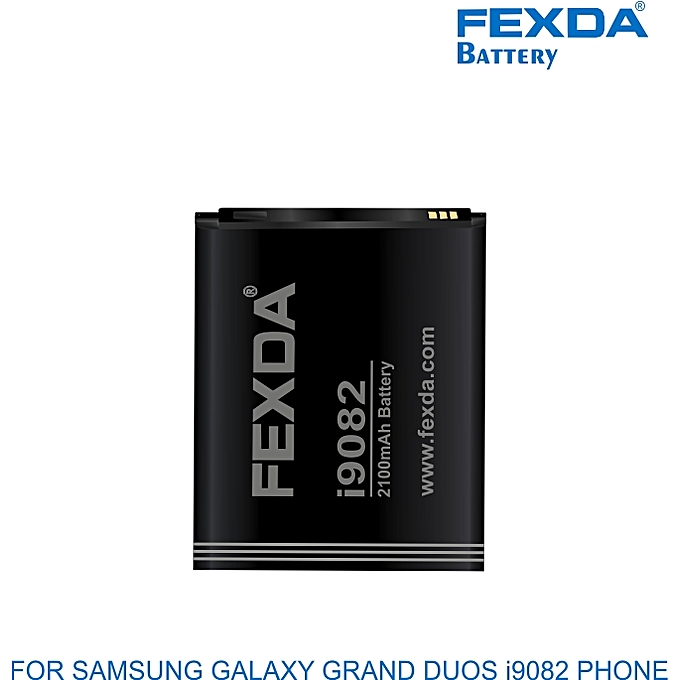 FEXDA®
BATTERY
FEXDA®
i9082
2100mAh Battery
www.fexda.com
FOR SAMSUNG GALAXY GRAND DUOS i9082 PHONE